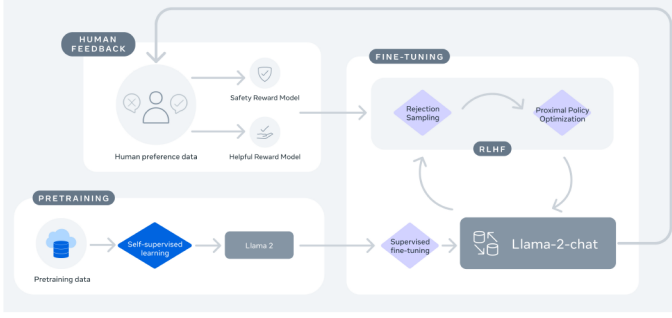 HUMAN
FEEDBACK
Safety Reward Model
Human preference data
Helpful Reward Model
FINE-TUNING
Rejection
Sampling
Proximal Policy
Optimization
RLHF
PRETRAINING
Self-supervised
learning
Llama 2
Pretraining data
Supervised
fine-tuning
Llama-2-chat